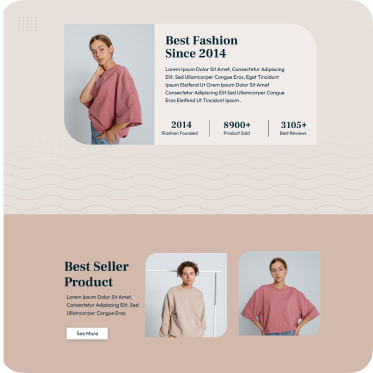 Best Fashion
Since 2014
Lorem Ipsum Dolor Sit Amet, Consectetur Adipiscing
Elit. Sed Ullamcorper Congue Eros, Eget Tincidunt
Ipsum Eleifend Ut Orem Ipsum Dolor Sit Amet
Consectetur Adipiscing Elit Sed Ullamcorper Congue
Eros Eleifend Ut Tincidunt Ipsum .
2014
Fashion Founded
8900+
Product Sold
3105+
Best Reviews
Best Seller
Product
Lorem Ipsum Dolor Sit Amet,
Consectetur Adipiscing Elit. Sed
Ullamcorper Congue Eros
See More